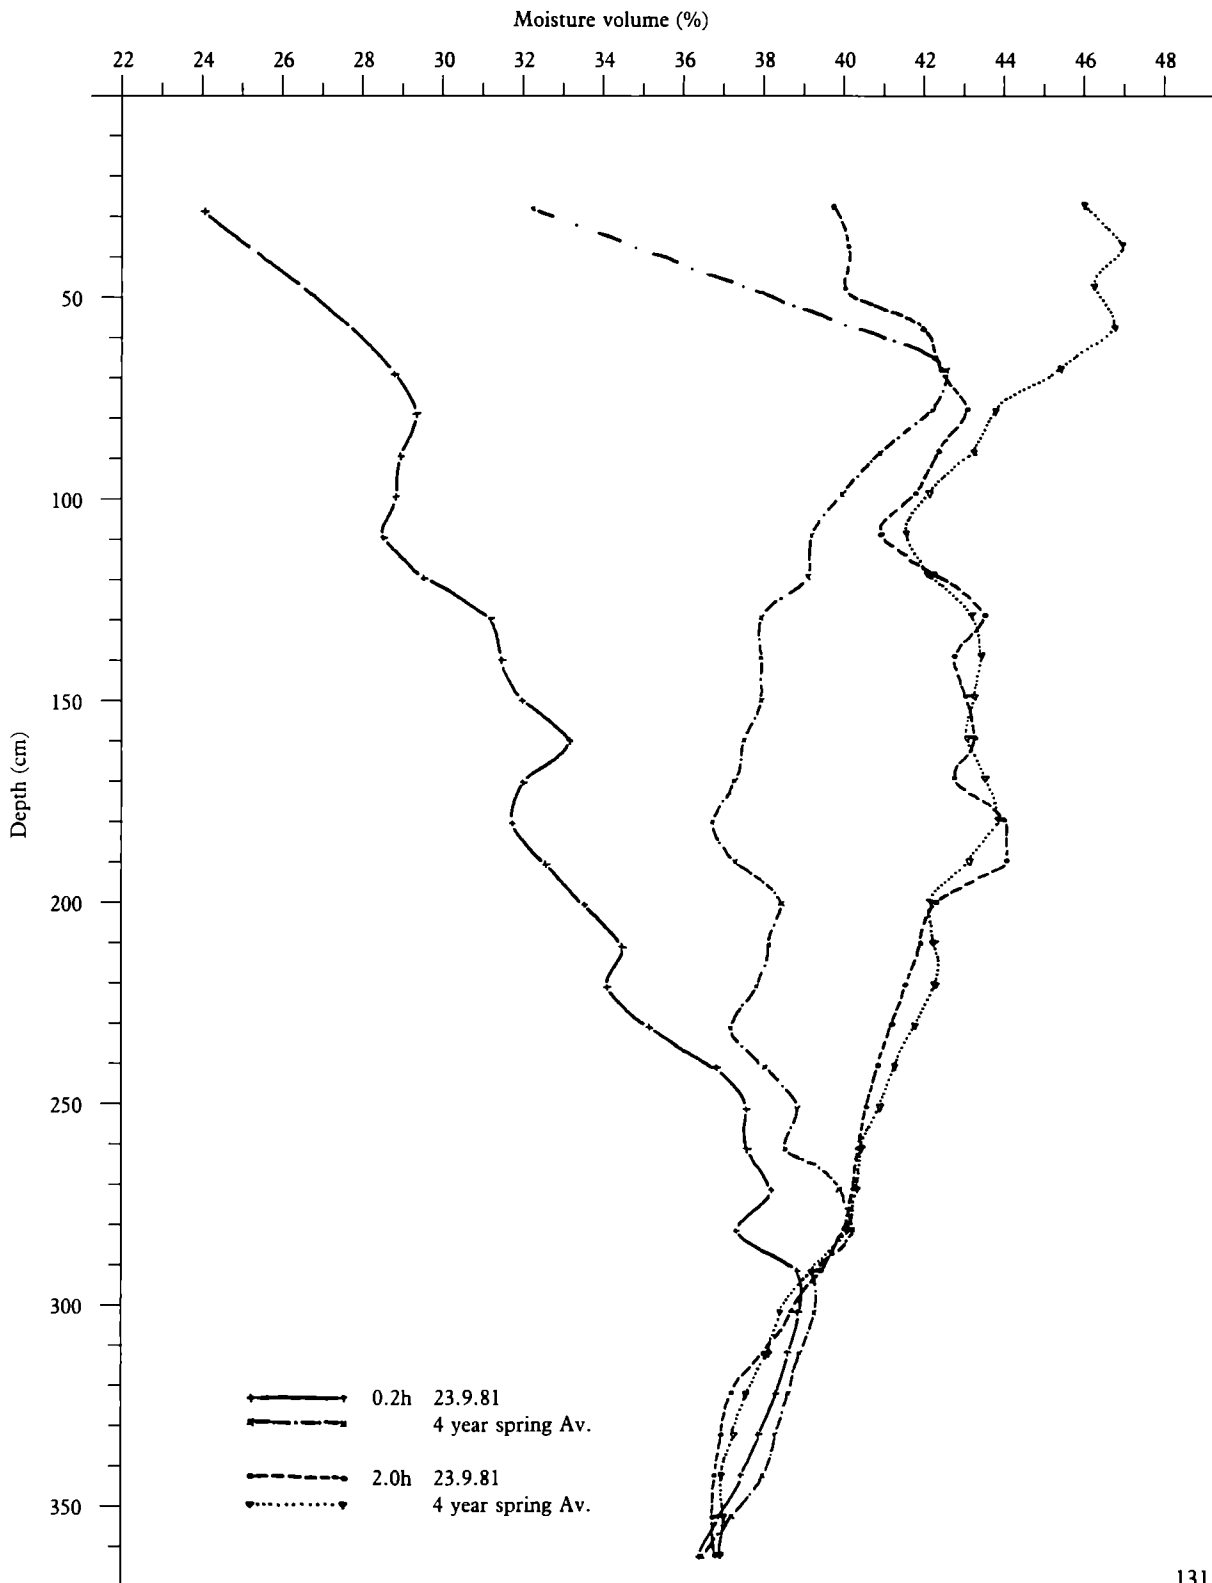 Moisture volume (%)
22 24 26 28 30 32 34 36 38 40 42 44 46 48
50
100
150
200
250
300
350
Depth (cm)
0.2h 23.9.81
4 year spring Av.
2.0h 23.9.81
4 year spring Av.
131